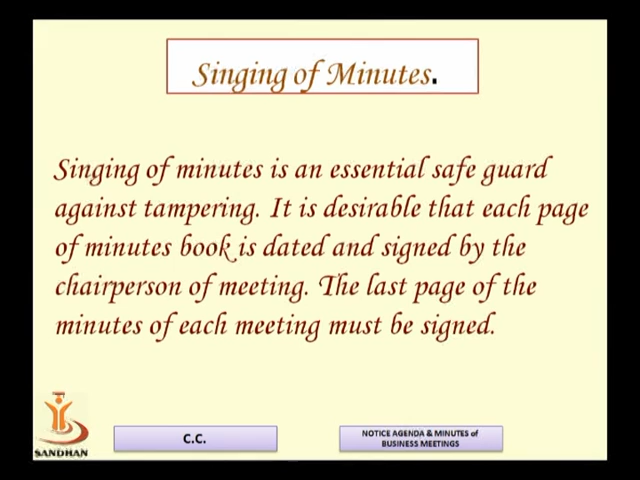 Singing of Minutes.
Singing of minutes is an essential safe guard
against tampering. It is desirable that each page
of minutes book is dated and signed by the
chairperson of meeting. The last page of the
minutes of each meeting must be signed.
SANDHAN
C.C.
NOTICE AGENDA & MINUTES of
BUSINESS MEETINGS